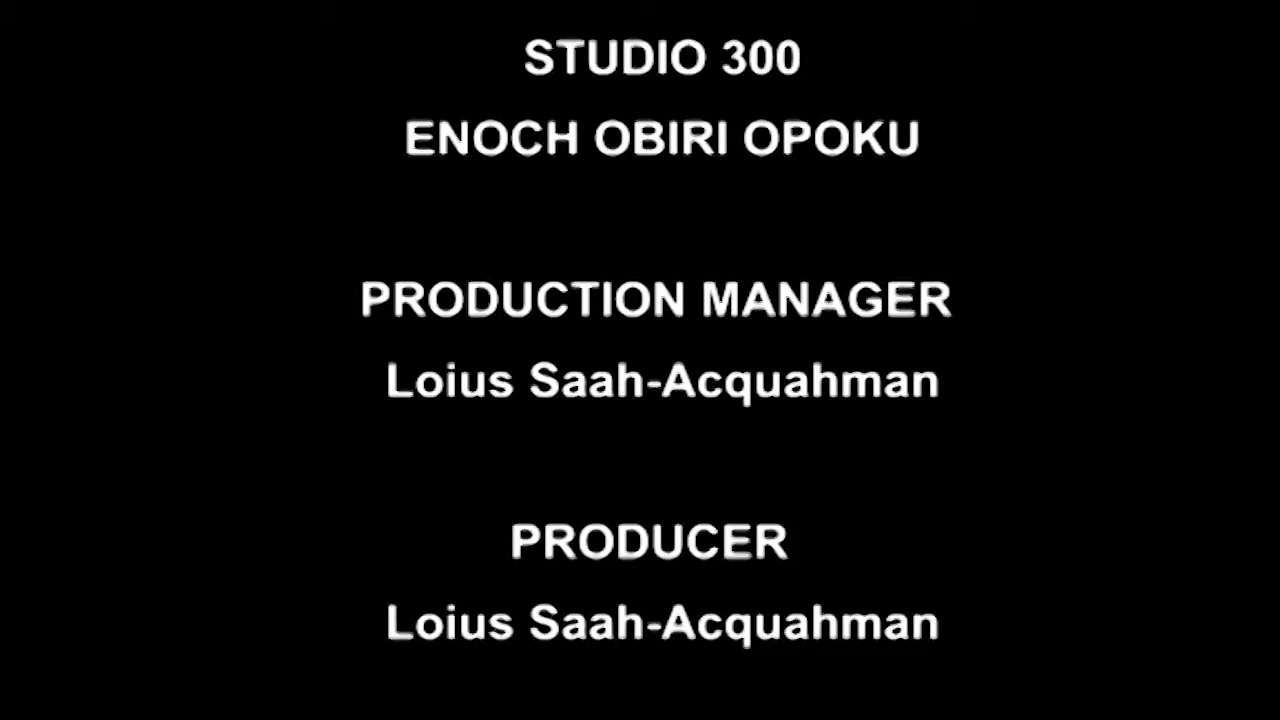 STUDIO 300
ENOCH OBIRI OPOKU
PRODUCTION MANAGER
Loius Saah-Acquahman
PRODUCER
Loius Saah-Acquahman